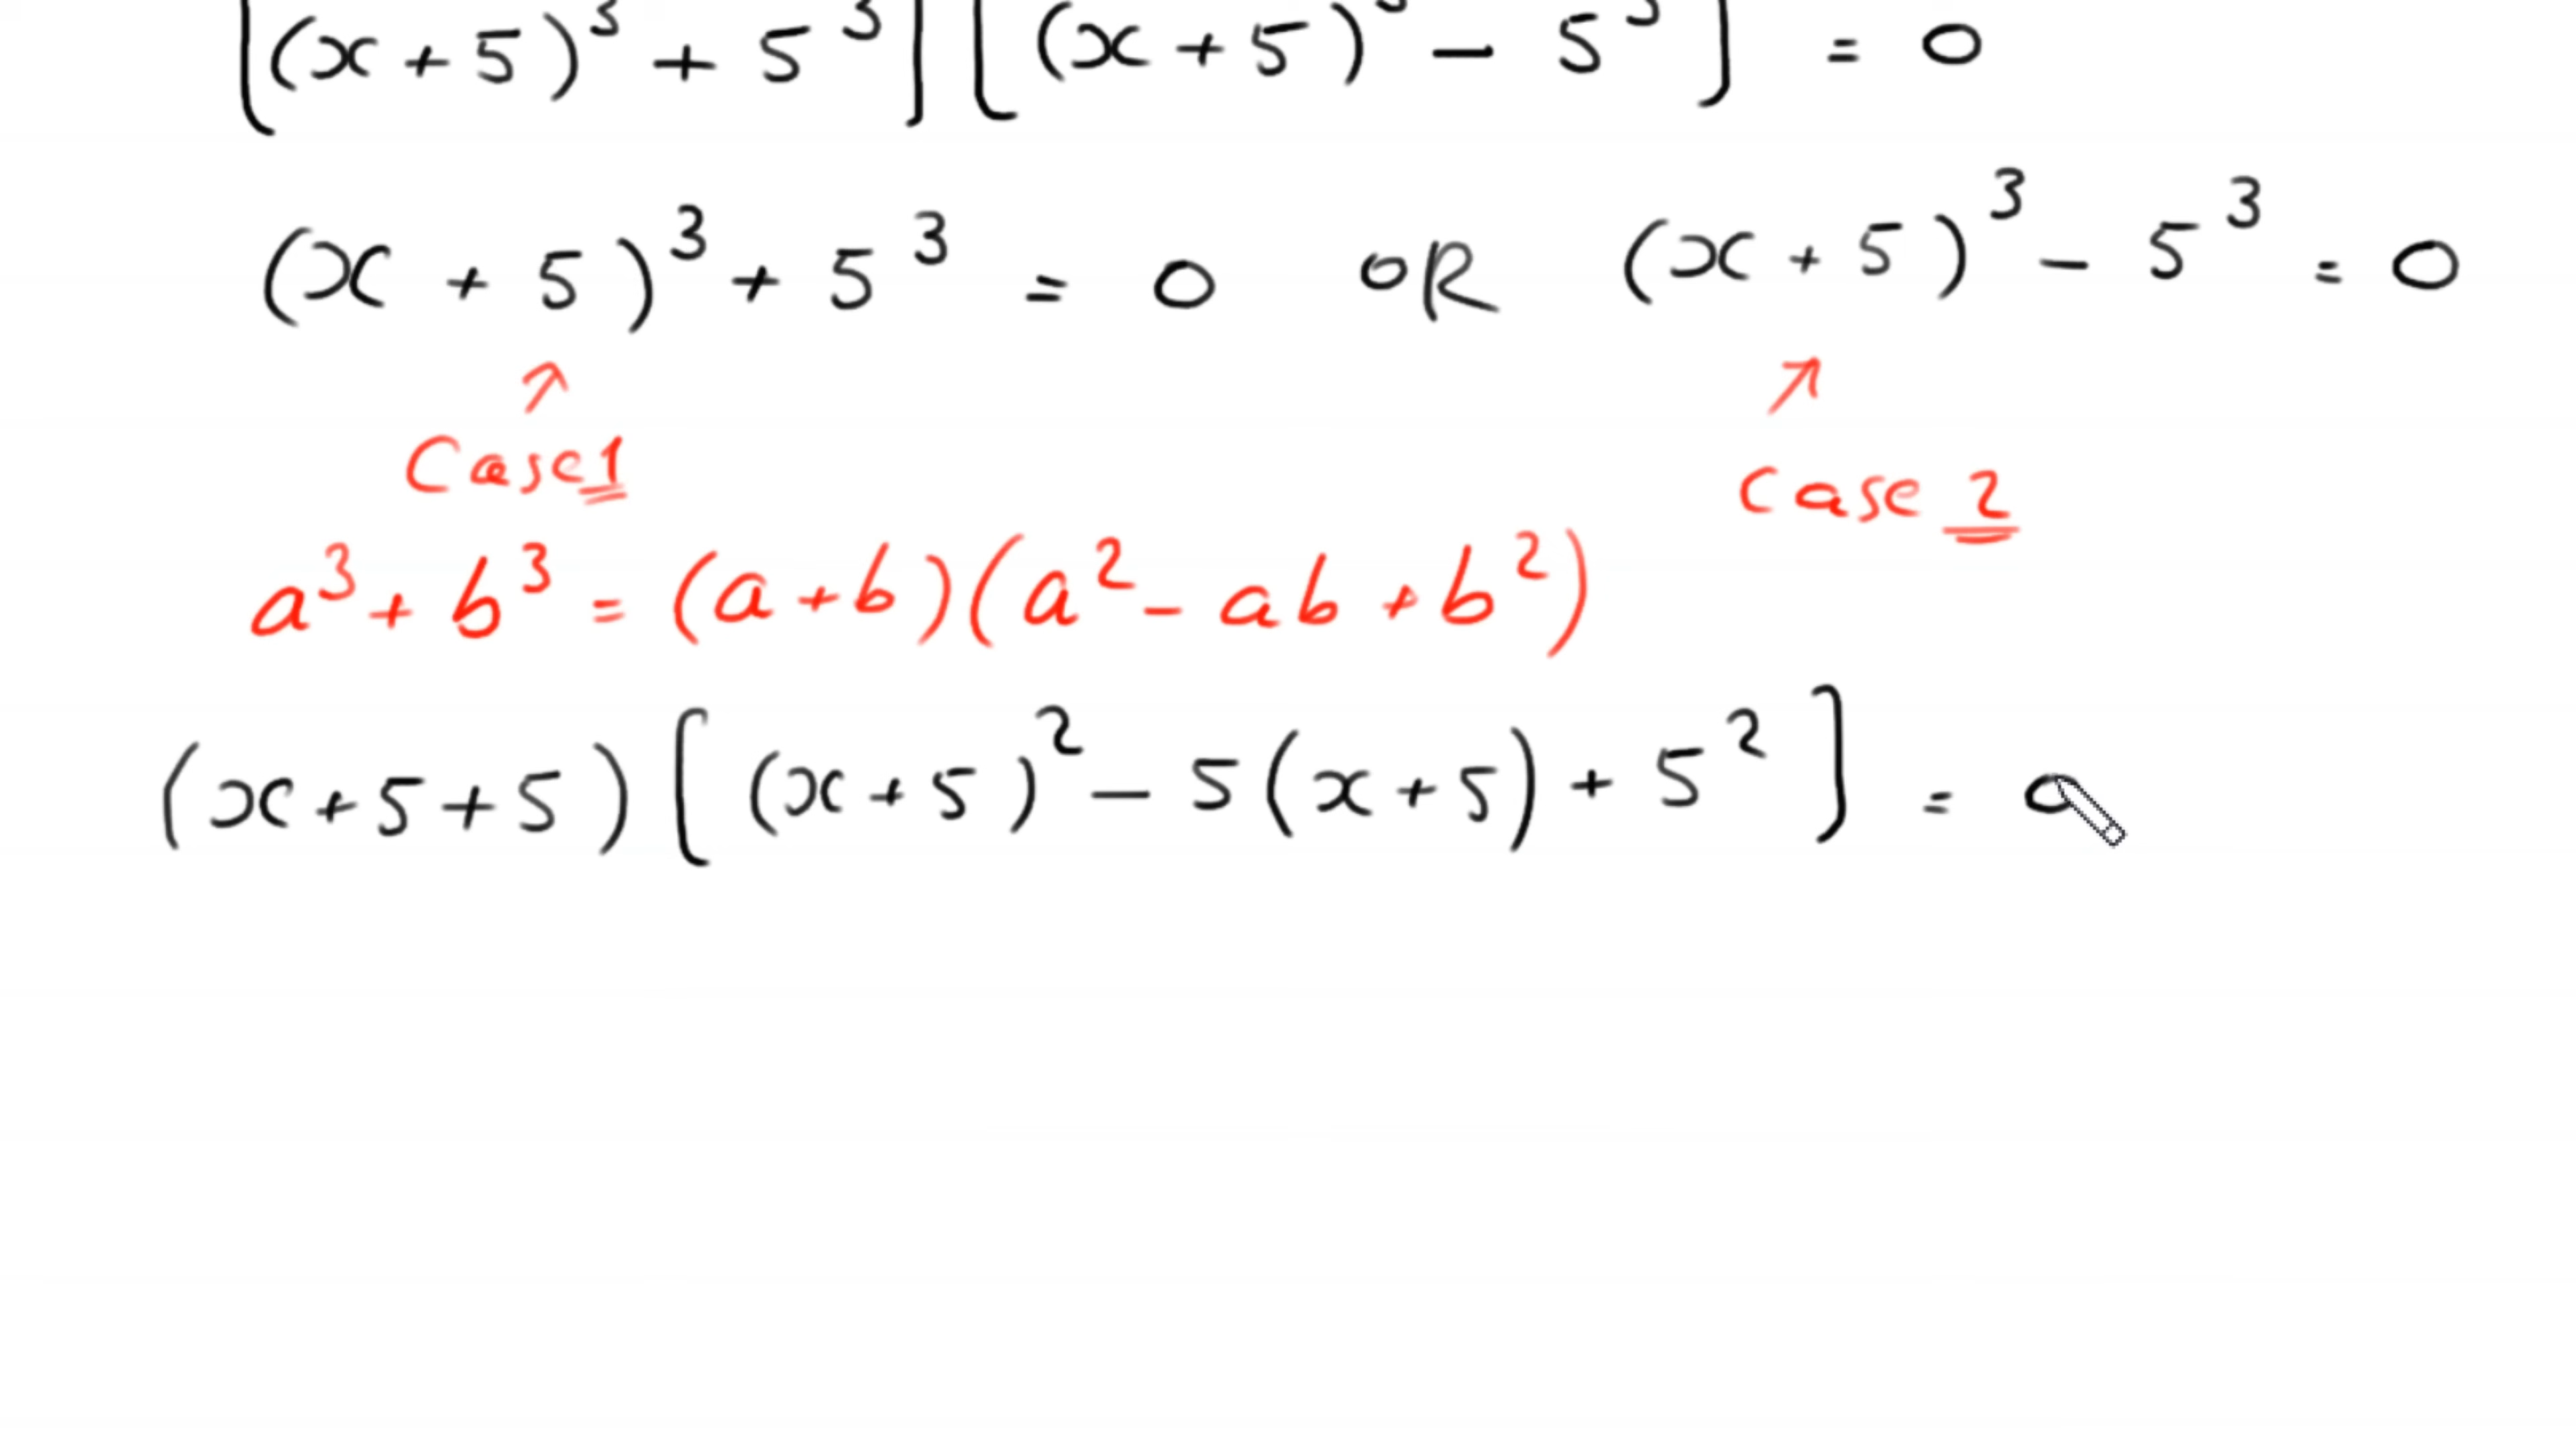 [(x+5)³ + 5³] [(x+5)³ - 5³] = 0
(x + 5)³ + 5³ = 0 OR (x+5)³ - 5³ = 0
Case 1
Case 2
a³ + b³ = (a+b)(a² - ab + b²)
(x+5+5) [(x+5)² - 5(x+5) + 5²] = 0